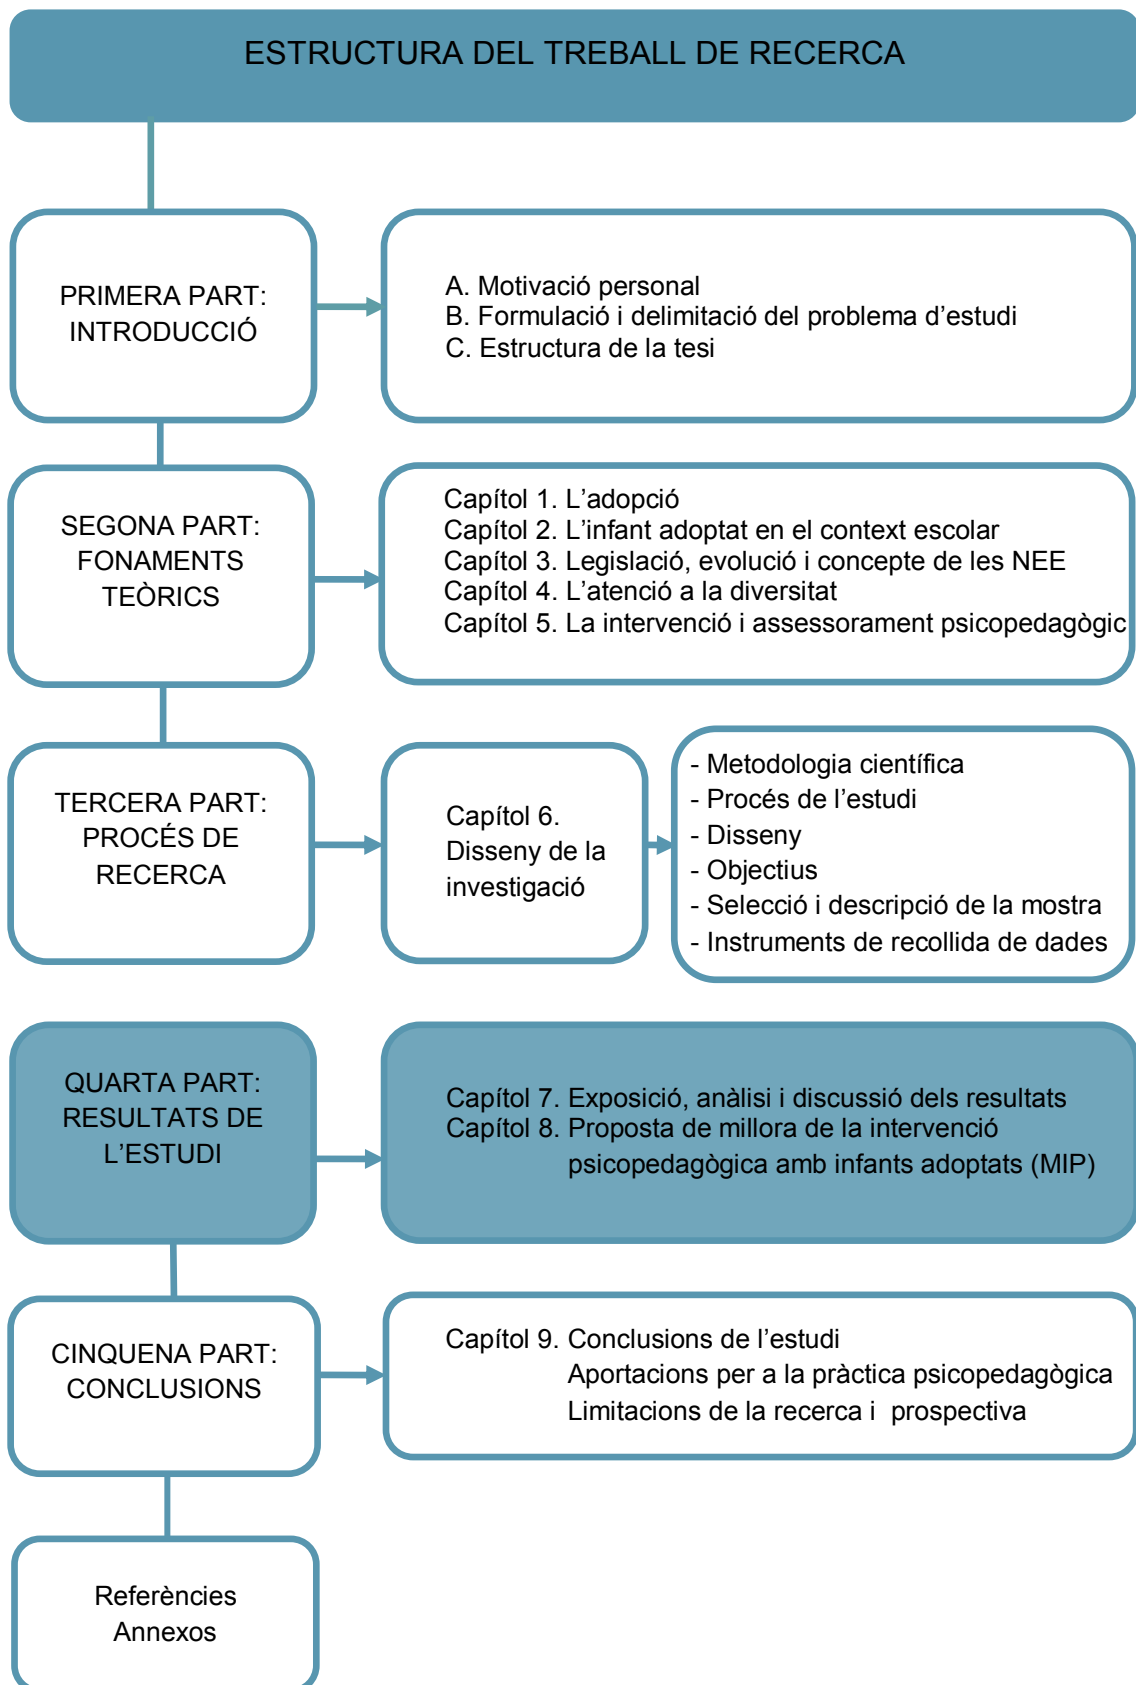 ESTRUCTURA DEL TREBALL DE RECERCA
PRIMERA PART:
INTRODUCCIÓ
A. Motivació personal
B. Formulació i delimitació del problema d’estudi
C. Estructura de la tesi
SEGONA PART:
FONAMENTS
TEÒRICS
Capítol 1. L’adopció
Capítol 2. L’infant adoptat en el context escolar
Capítol 3. Legislació, evolució i concepte de les NEE
Capítol 4. L’atenció a la diversitat
Capítol 5. La intervenció i assessorament psicopedagògic
TERCERA PART:
PROCÉS DE
RECERCA
Capítol 6.
Disseny de la
investigació
- Metodologia científica
- Procés de l’estudi
- Disseny
- Objectius
- Selecció i descripció de la mostra
- Instruments de recollida de dades
QUARTA PART:
RESULTATS DE
L’ESTUDI
Capítol 7. Exposició, anàlisi i discussió dels resultats
Capítol 8. Proposta de millora de la intervenció
psicopedagògica amb infants adoptats (MIP)
CINQUENA PART:
CONCLUSIONS
Capítol 9. Conclusions de l’estudi
Aportacions per a la pràctica psicopedagògica
Limitacions de la recerca i prospectiva
Referències
Annexos